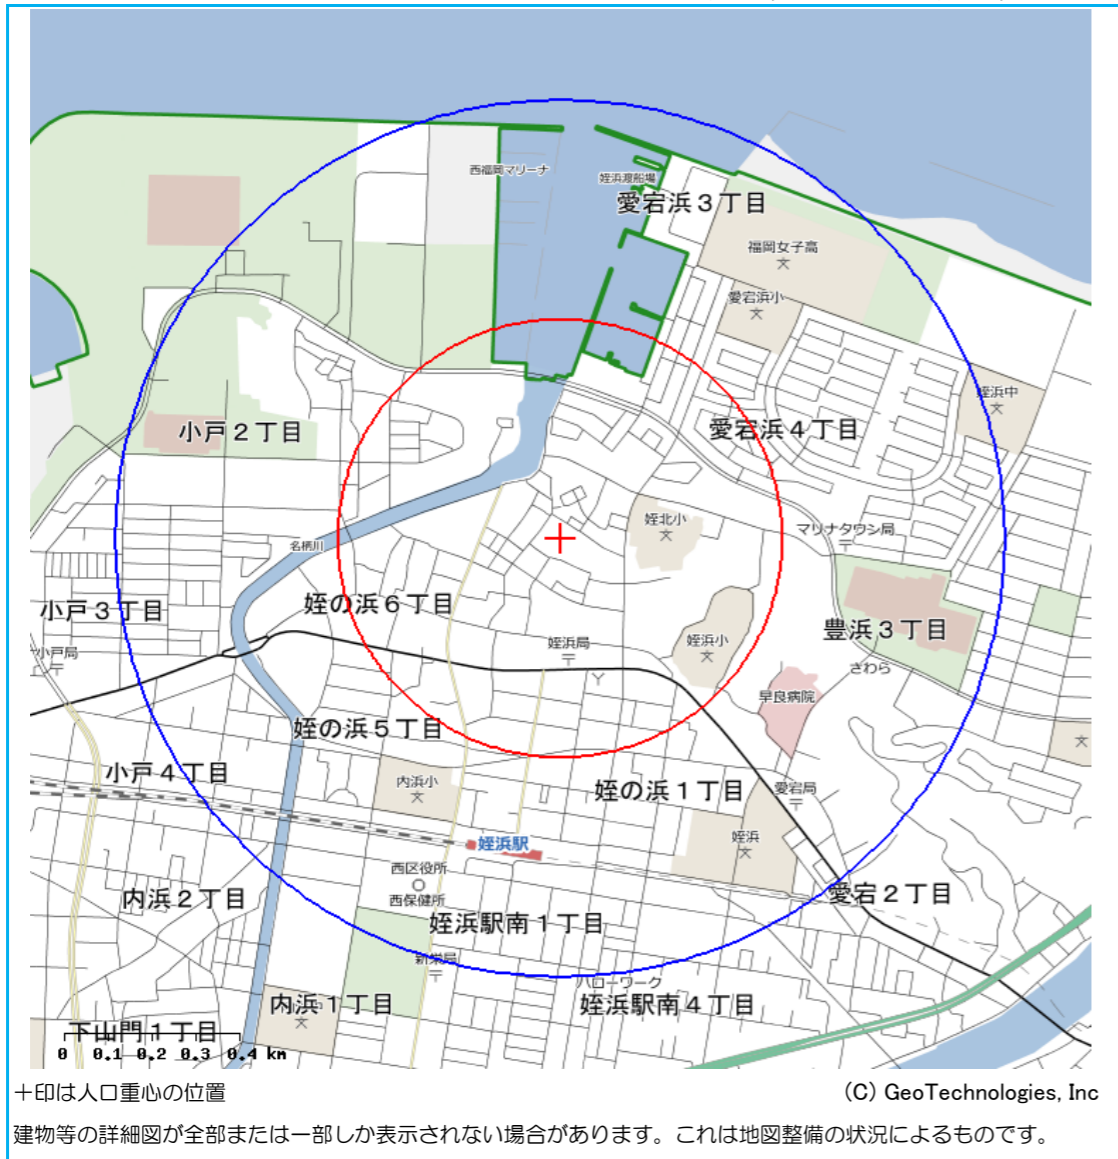 西福岡マリーナ
姪浜渡船場
愛宕浜３丁目
福岡女子高
愛宕浜小
姪浜中
小戸２丁目
愛宕浜４丁目
姪北小
マリナタウン局
名柄川
小戸３丁目
姪の浜６丁目
豊浜３丁目
小戸局
姪浜局
姪浜小
さわら
早良病院
姪の浜５丁目
小戸４丁目
内浜小
姪の浜１丁目
愛宕局
姪浜
姪浜駅
西区役所
西保健所
内浜２丁目
愛宕２丁目
姪浜駅南１丁目
新栄局
ハローワーク
内浜１丁目
姪浜駅南４丁目
下山門１丁目
0 0.1 0.2 0.3 0.4 km
＋印は人口重心の位置
(C) GeoTechnologies, Inc
建物等の詳細図が全部または一部しか表示されない場合があります。これは地図整備の状況によるものです。